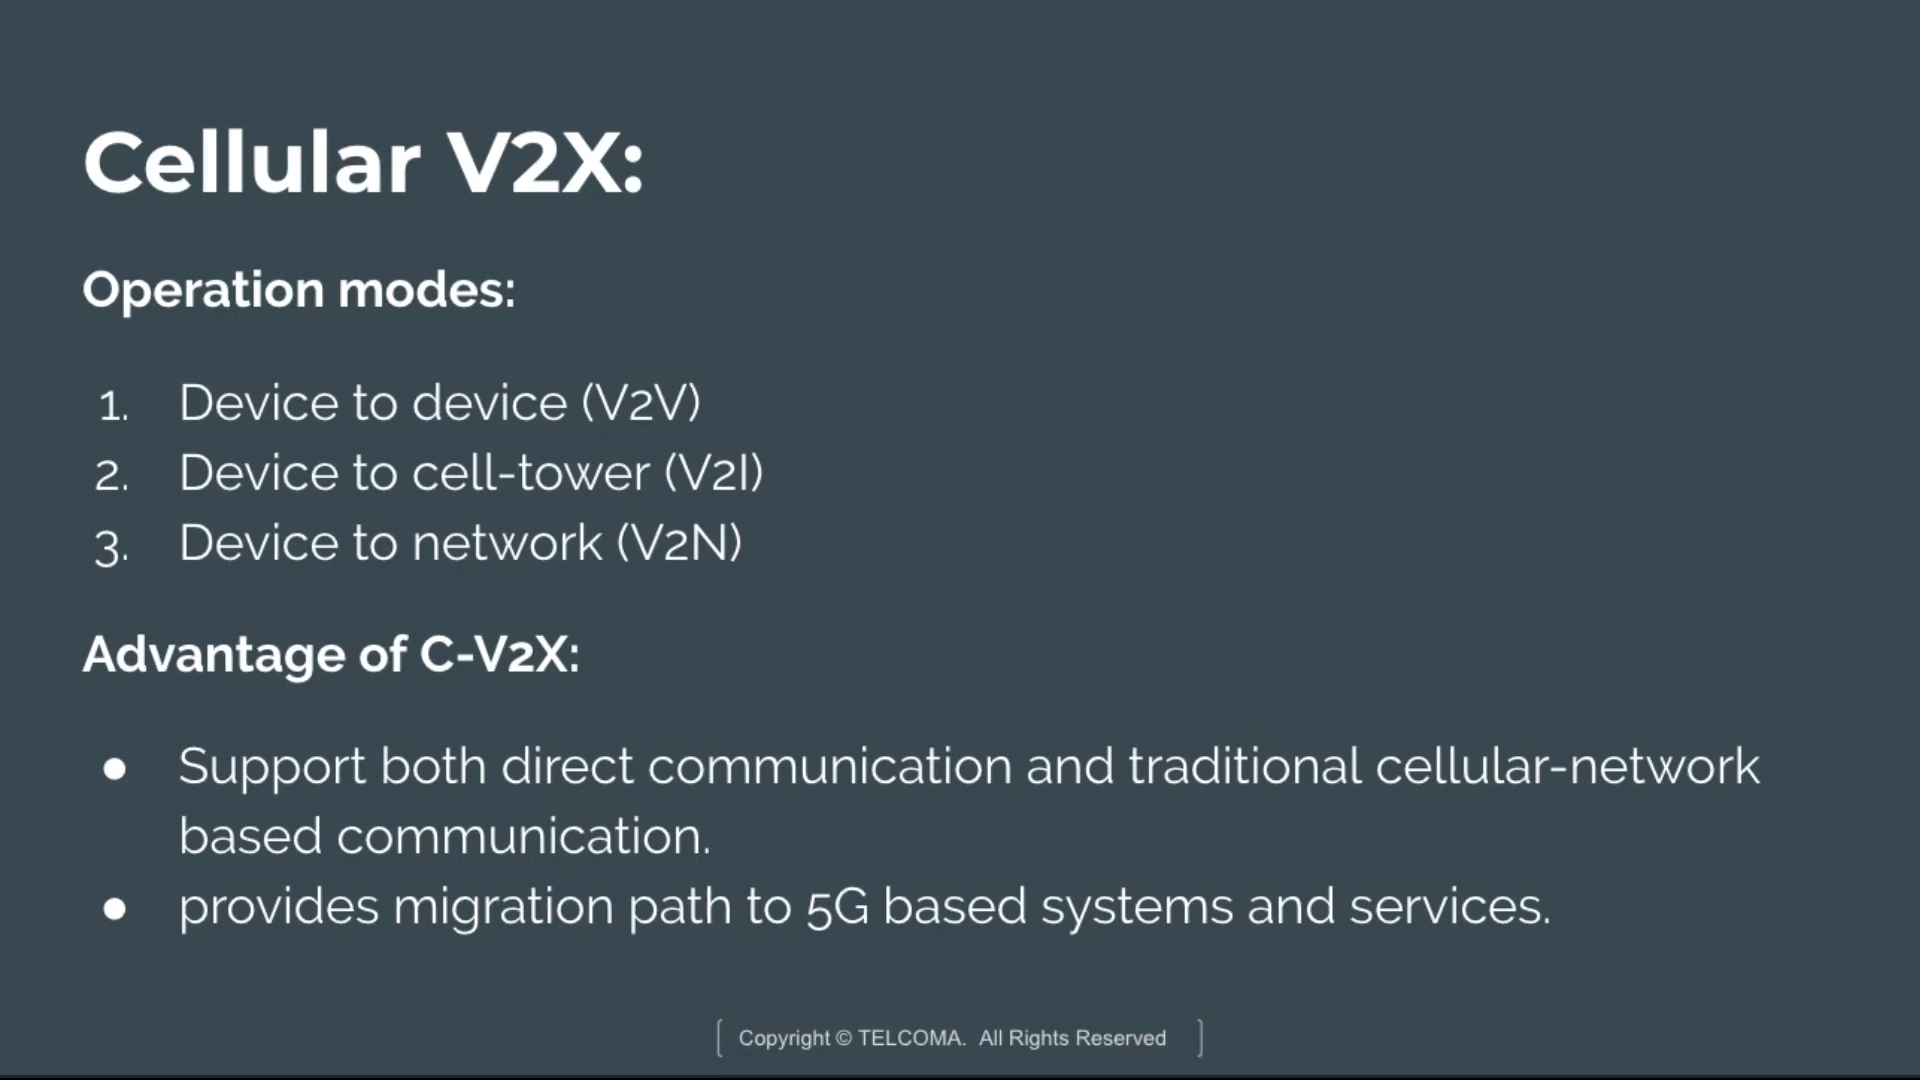 Cellular V2X:
Operation modes:
1. Device to device (V2V)
2. Device to cell-tower (V2I)
3. Device to network (V2N)
Advantage of C-V2X:
● Support both direct communication and traditional cellular-network
based communication.
● provides migration path to 5G based systems and services.
Copyright © TELCOMA. All Rights Reserved